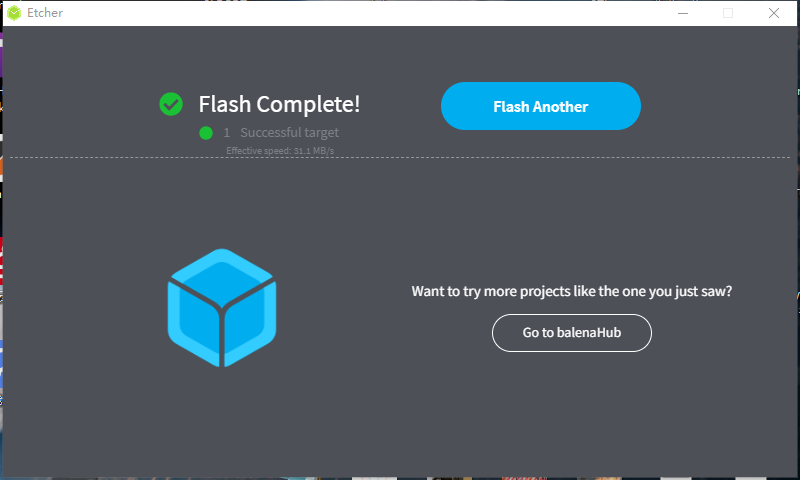 Etcher
Flash Complete!
Flash Another
1 Successful target
Effective speed: 31.1 MB/s
Want to try more projects like the one you just saw?
Go to balenaHub